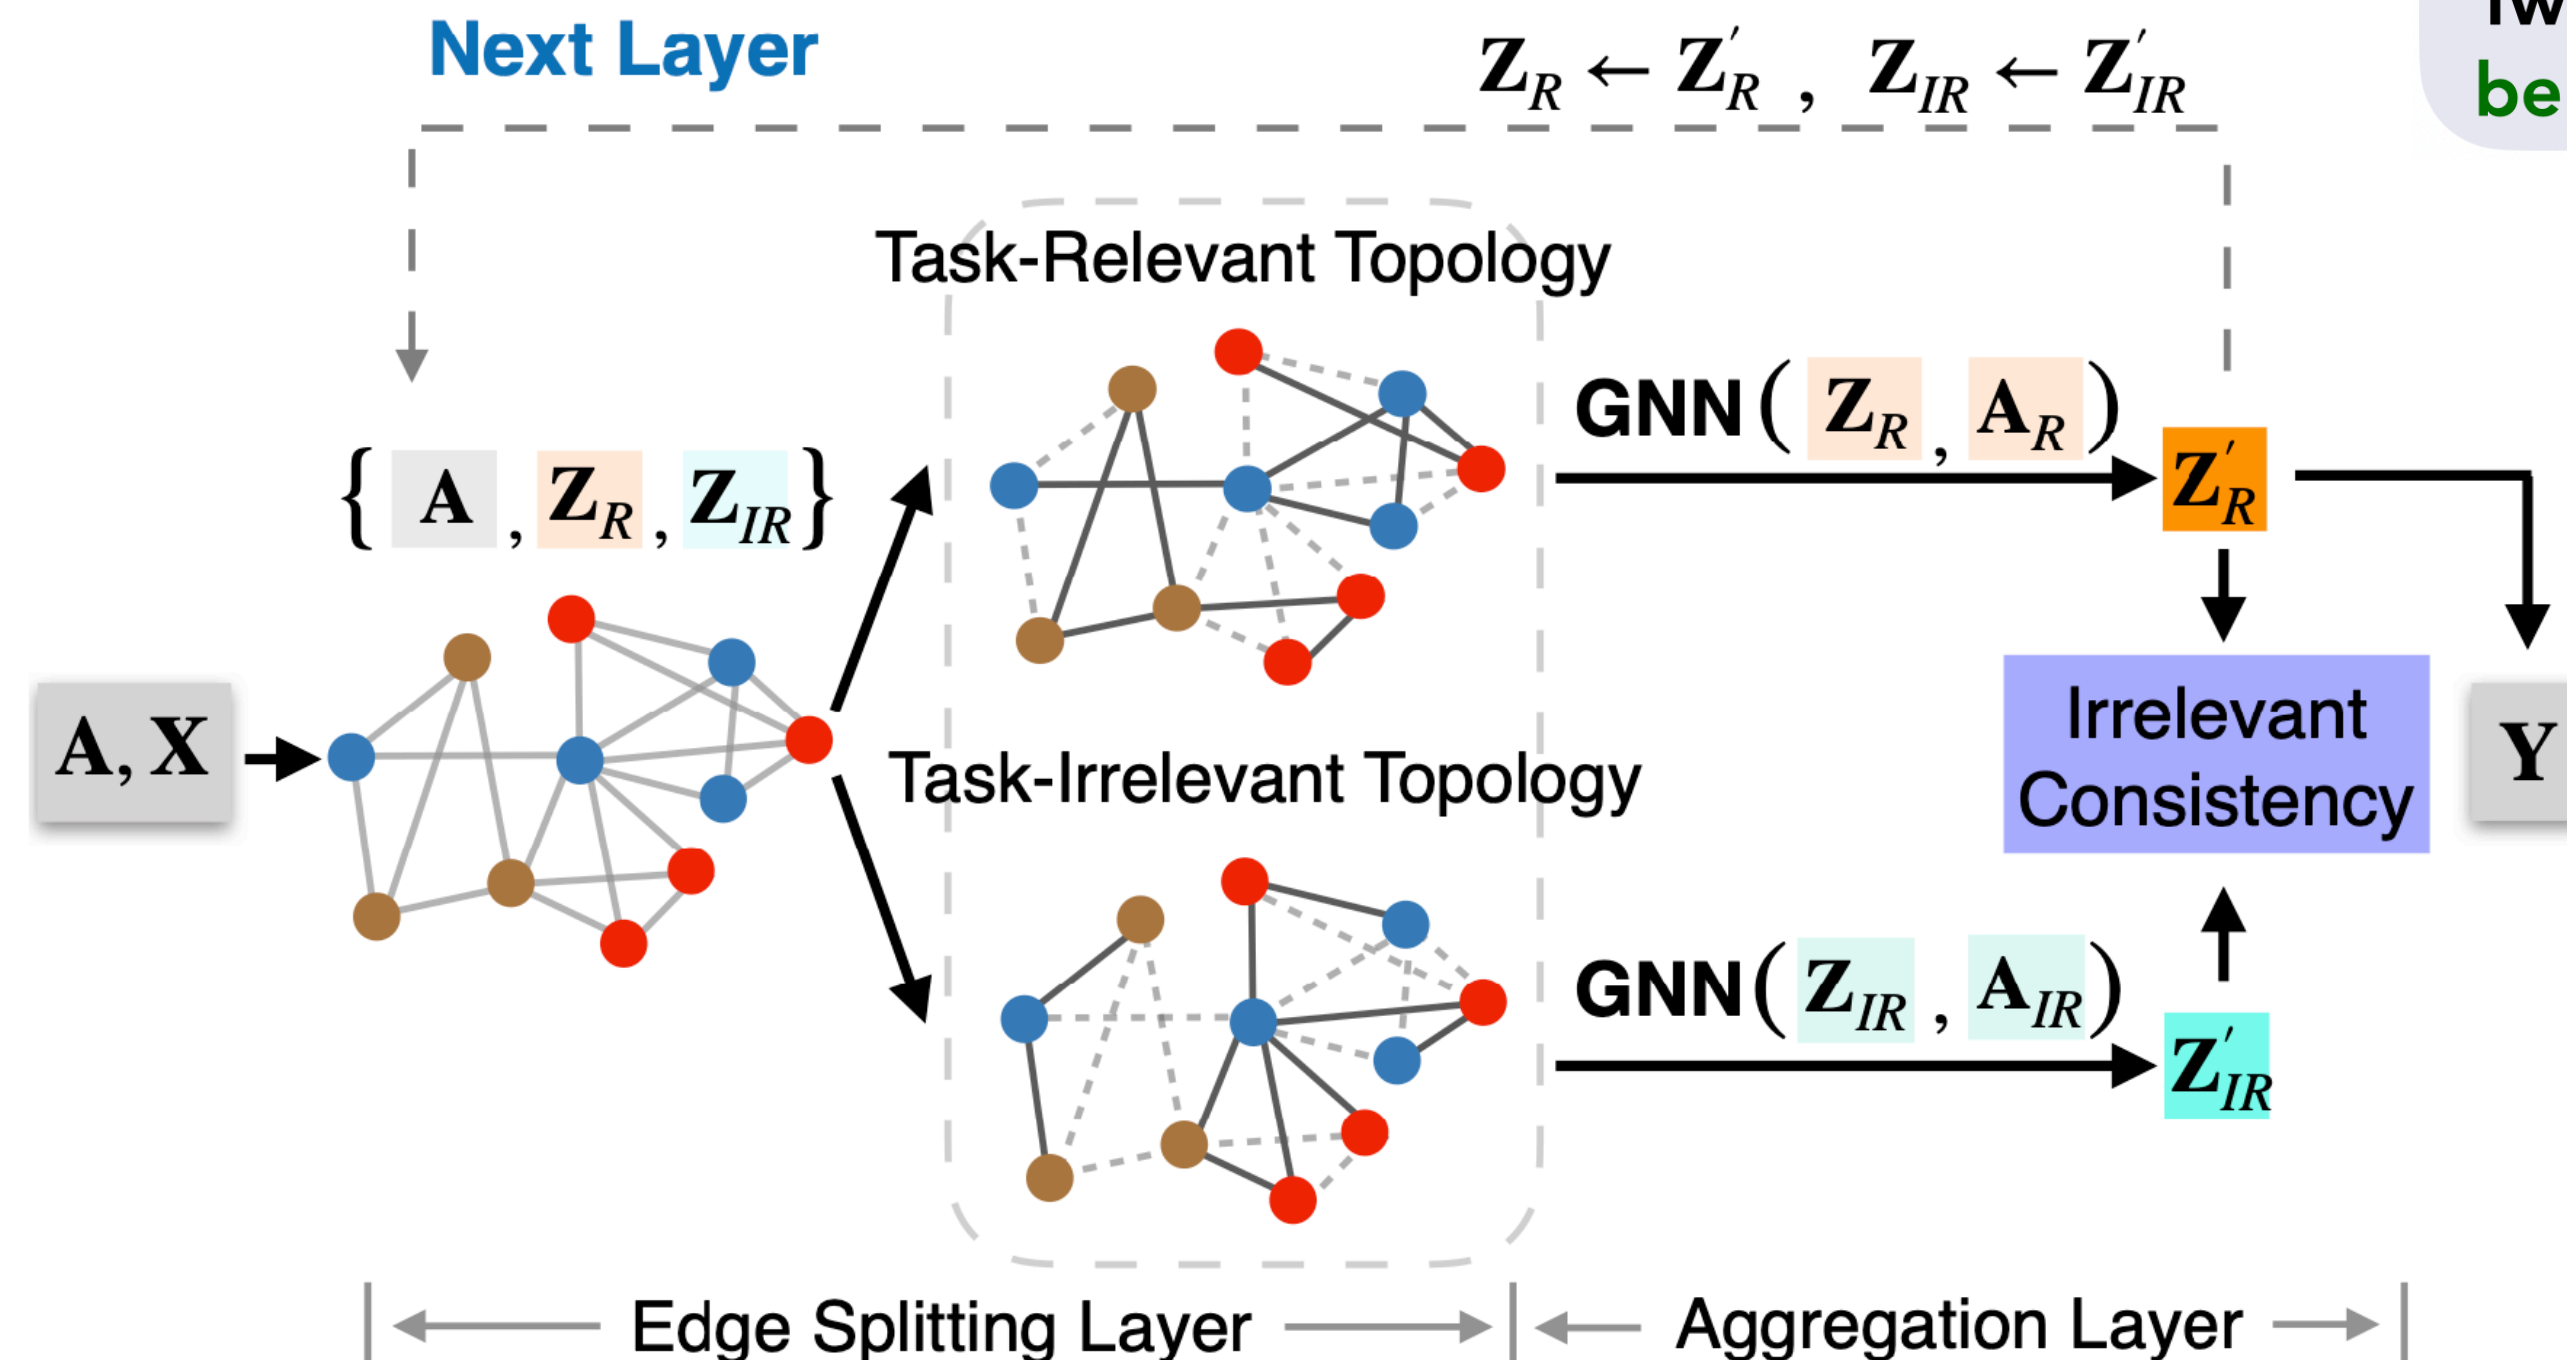 Next Layer
Z_R ← Z'_R , Z_IR ← Z'_IR
be
Task-Relevant Topology
{ A , Z_R , Z_IR }
GNN ( Z_R , A_R )
Z'_R
A, X
Task-Irrelevant Topology
Irrelevant
Consistency
Y
GNN ( Z_IR , A_IR )
Z'_IR
Edge Splitting Layer
Aggregation Layer